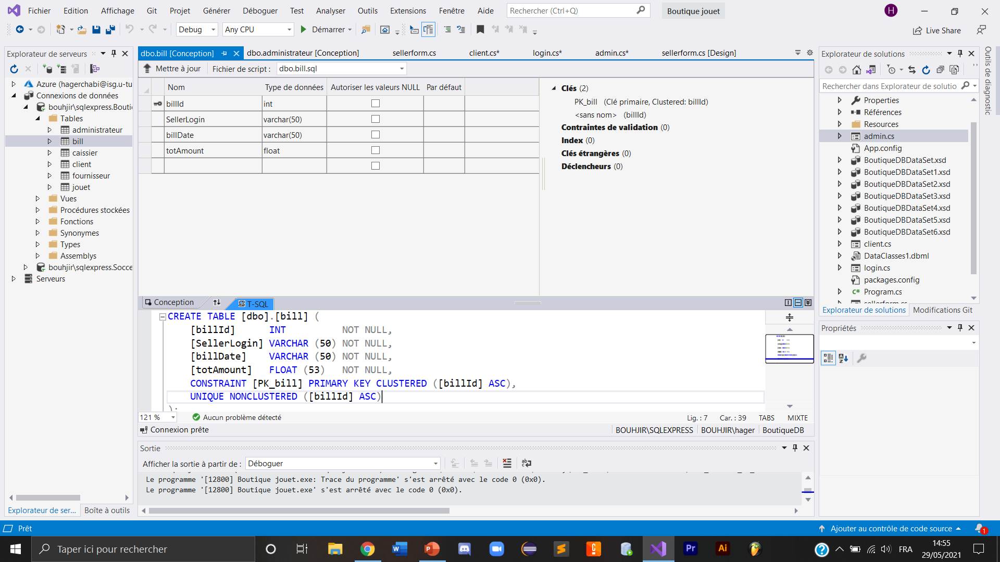 Fichier Edition Affichage Git Projet Générer Déboguer Test Analyser Outils Extensions Fenêtre Aide Rechercher (Ctrl+Q) Boutique jouet H
Debug Any CPU Démarrer Live Share
Explorateur de serveurs
Azure (hagerchabi@isg.u-tu
Connexions de données
bouhjir\sqlexpress.Bouti
Tables
administrateur
bill
caissier
client
fournisseur
jouet
Vues
Procédures stockées
Fonctions
Synonymes
Types
Assemblys
bouhjir\sqlexpress.Socce
Serveurs
Explorateur de ser... Boîte à outils
dbo.bill [Conception] dbo.administrateur [Conception] sellerform.cs client.cs* login.cs* admin.cs* sellerform.cs [Design]
Mettre à jour Fichier de script : dbo.bill.sql
Nom Type de données Autoriser les valeurs NULL Par défaut
billId int
SellerLogin varchar(50)
billDate varchar(50)
totAmount float
Clés (2)
PK_bill (Clé primaire, Clustered: billId)
<sans nom> (billId)
Contraintes de validation (0)
Index (0)
Clés étrangères (0)
Déclencheurs (0)
Conception T-SQL
CREATE TABLE [dbo].[bill] (
[billId] INT NOT NULL,
[SellerLogin] VARCHAR (50) NOT NULL,
[billDate] VARCHAR (50) NOT NULL,
[totAmount] FLOAT (53) NOT NULL,
CONSTRAINT [PK_bill] PRIMARY KEY CLUSTERED ([billId] ASC),
UNIQUE NONCLUSTERED ([billId] ASC)
);
121 % Aucun problème détecté Lig. : 7 Car. : 39 TABS MIXTE
Connexion prête BOUHJIR\SQLEXPRESS BOUHJIR\hager BoutiqueDB
Sortie
Afficher la sortie à partir de : Déboguer
Le programme '[12800] Boutique jouet.exe: Trace du programme' s'est arrêté avec le code 0 (0x0).
Le programme '[12800] Boutique jouet.exe' s'est arrêté avec le code 0 (0x0).
Explorateur de solutions
Rechercher dans Explorateur de solutio
Properties
Références
Resources
admin.cs
App.config
BoutiqueDBDataSet.xsd
BoutiqueDBDataSet1.xsd
BoutiqueDBDataSet2.xsd
BoutiqueDBDataSet3.xsd
BoutiqueDBDataSet4.xsd
BoutiqueDBDataSet5.xsd
BoutiqueDBDataSet6.xsd
client.cs
DataClasses1.dbml
login.cs
packages.config
C# Program.cs
sellerform.cs
Explorateur de solutions Modifications Git
Propriétés
Outils de diagnostic
Prêt Ajouter au contrôle de code source 1
Taper ici pour rechercher FRA 14:55
29/05/2021